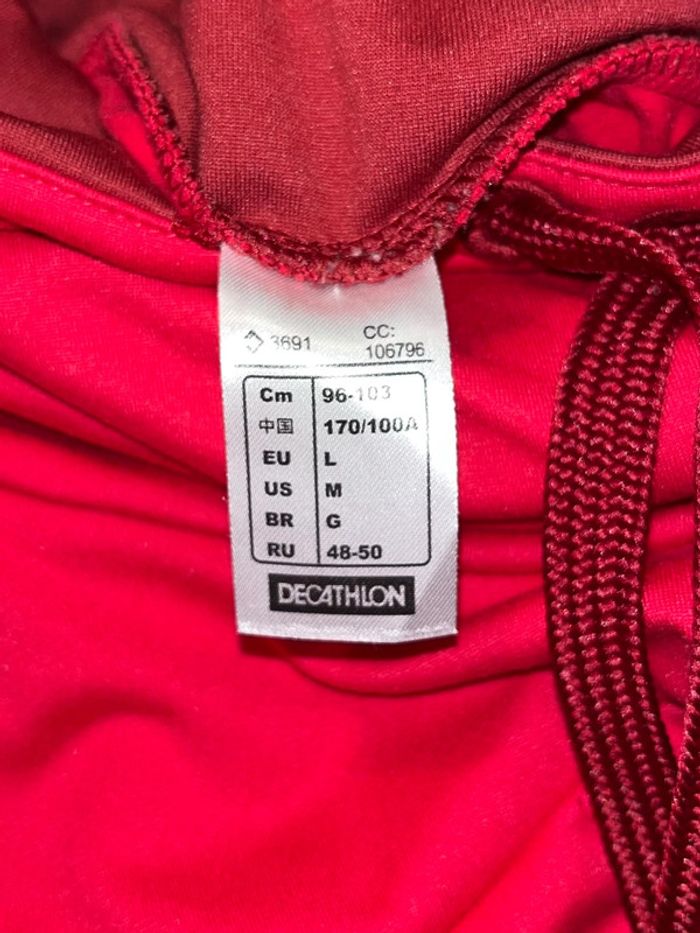 3691 CC:
106796
Cm 96-103
中国 170/100A
EU L
US M
BR G
RU 48-50
DECATHLON